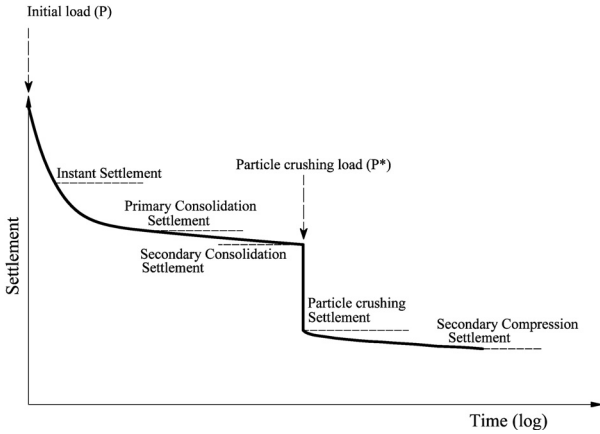 Initial load (P)
Instant Settlement
Particle crushing load (P*)
Primary Consolidation
Settlement
Secondary Consolidation
Settlement
Particle crushing
Settlement
Secondary Compression
Settlement
Settlement
Time (log)